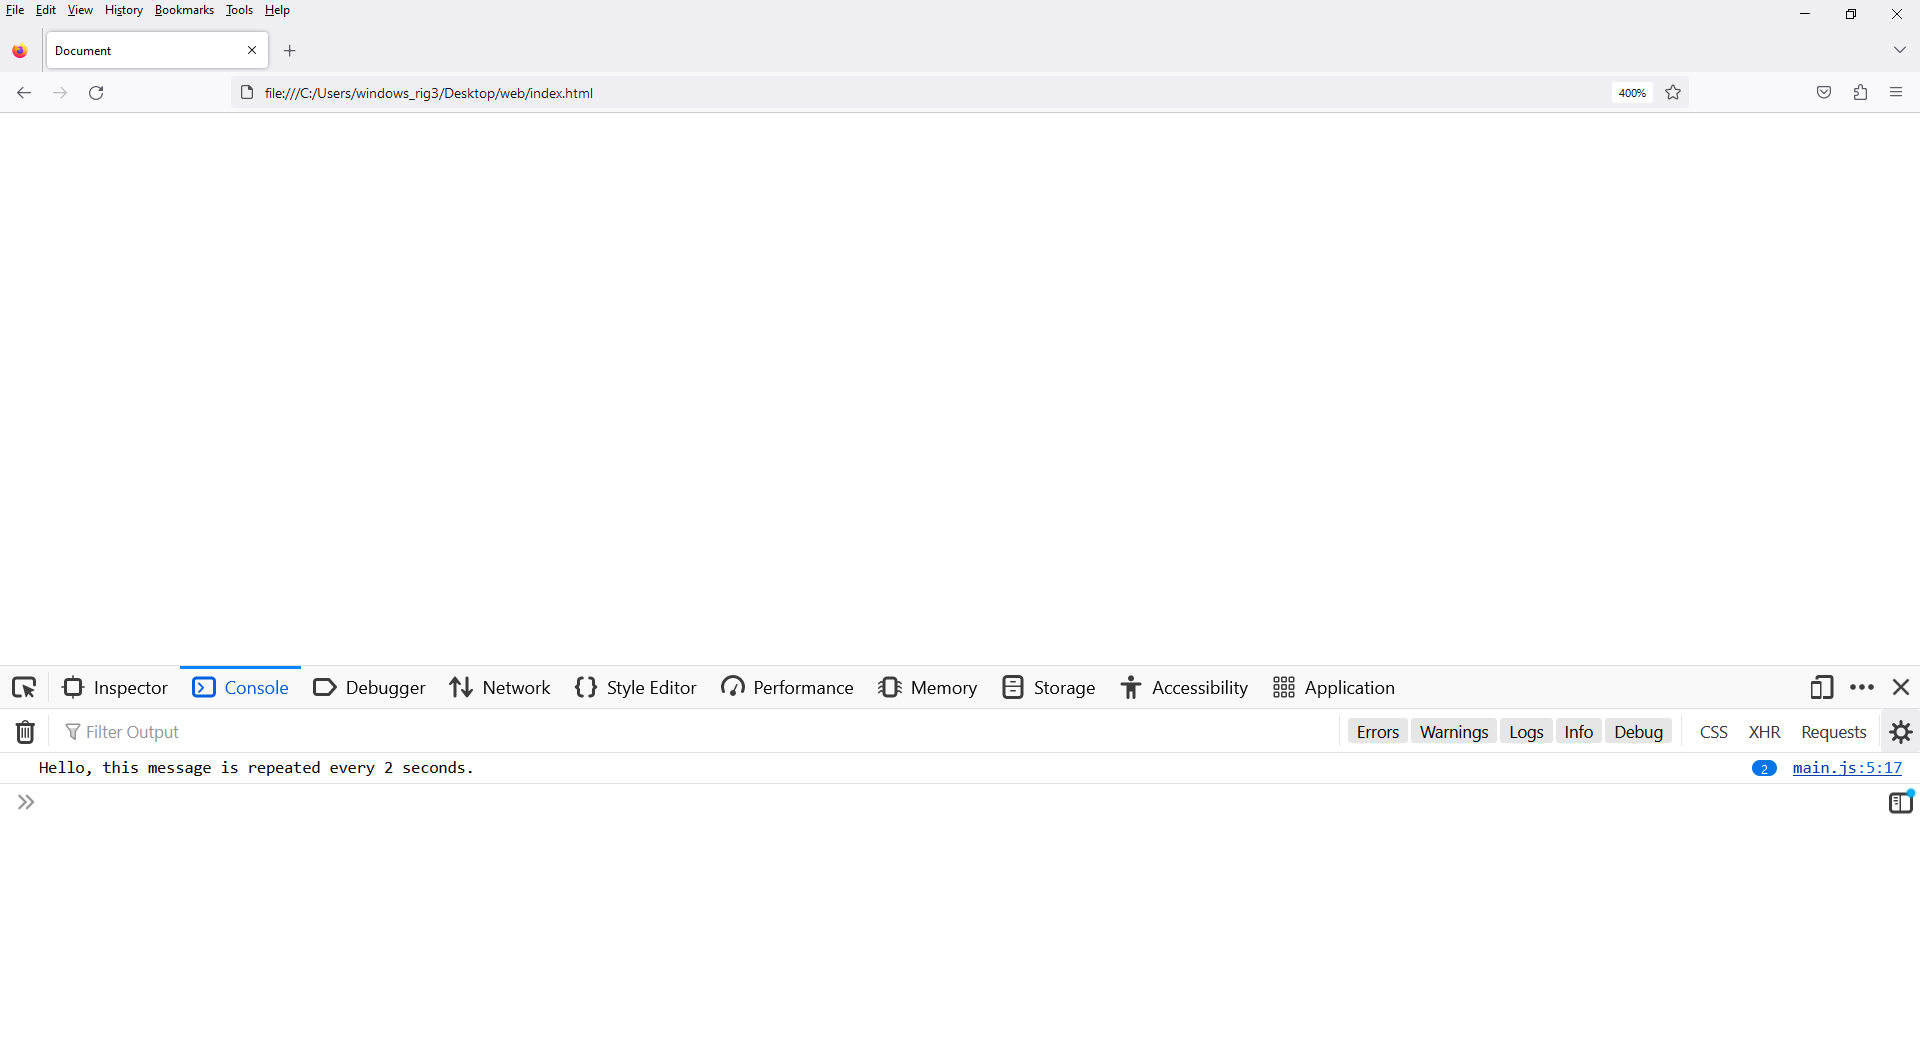 File Edit View History Bookmarks Tools Help
Document
file:///C:/Users/windows_rig3/Desktop/web/index.html 400%
Inspector Console Debugger Network Style Editor Performance Memory Storage Accessibility Application
Filter Output Errors Warnings Logs Info Debug CSS XHR Requests
Hello, this message is repeated every 2 seconds. 2 main.js:5:17